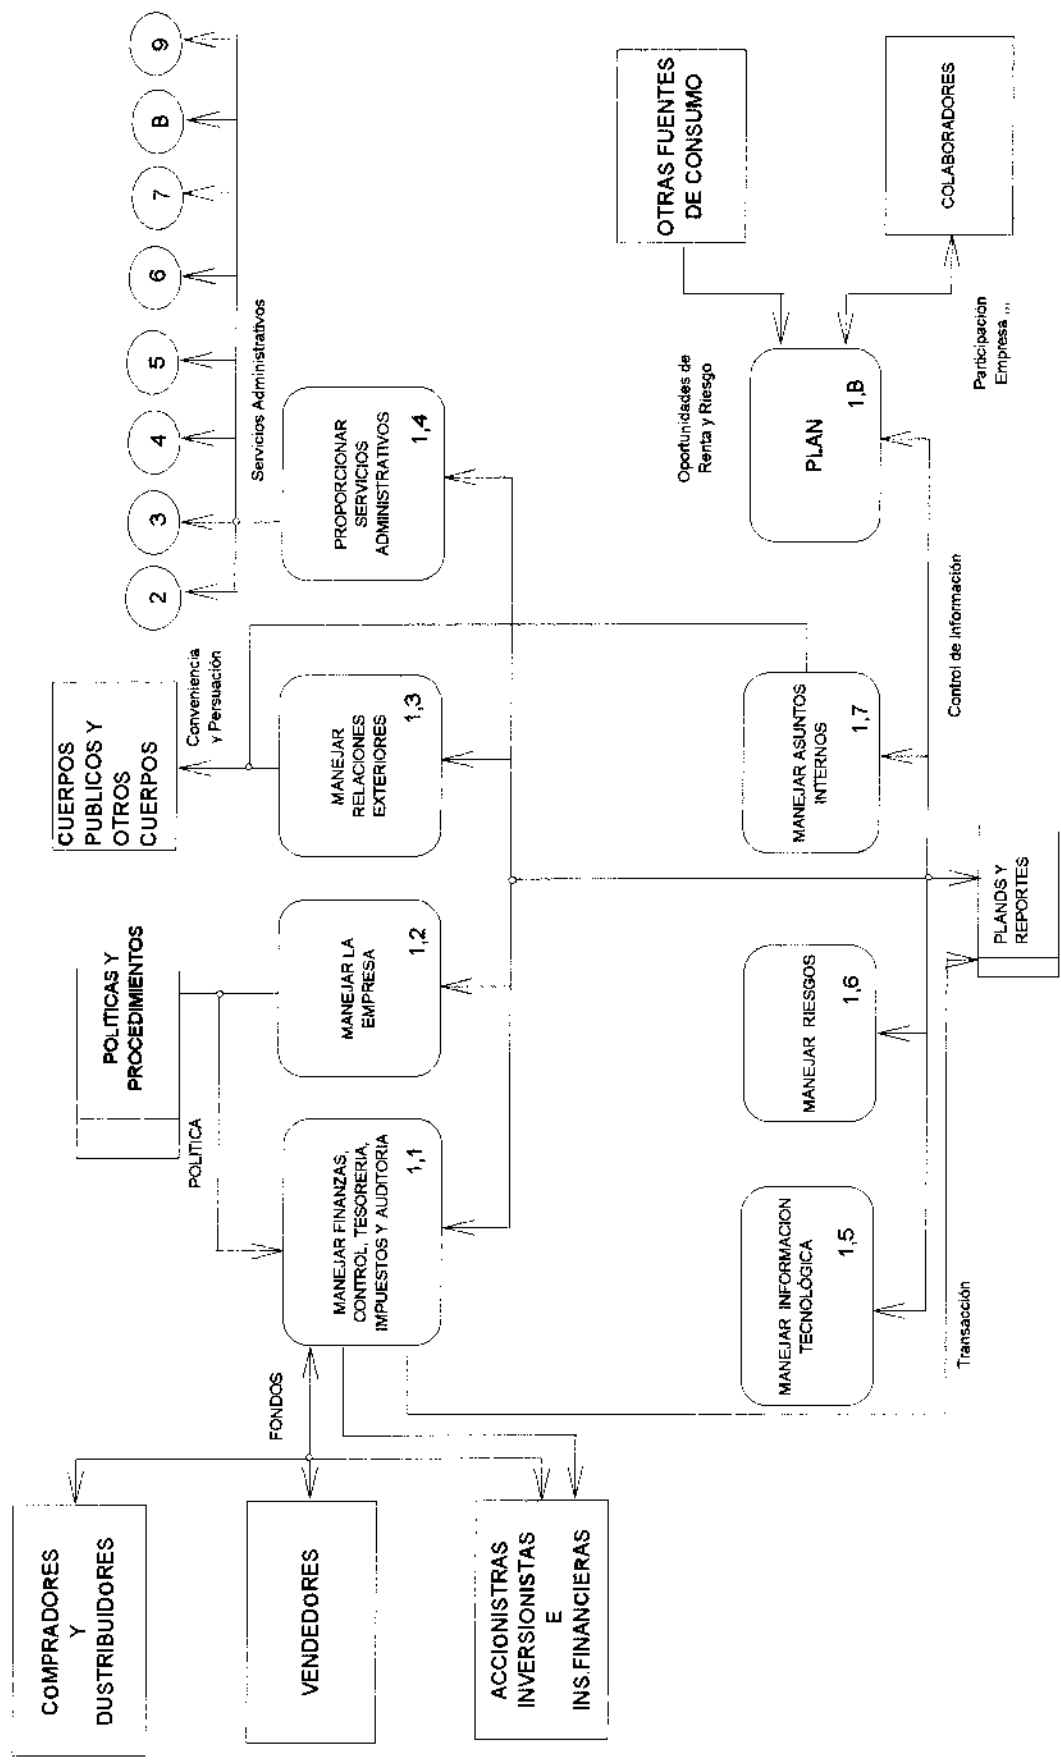 COMPRADORES
Y
DUSTRIBUIDORES
VENDEDORES
ACCIONISTRAS
INVERSIONISTAS
E
INS.FINANCIERAS
FONDOS
POLITICAS Y
PROCEDIMIENTOS
POLITICA
CUERPOS
PUBLICOS Y
OTROS
CUERPOS
Conveniencia
y Persuación
2
3
4
5
6
7
B
9
Servicios Administrativos
MANEJAR FINANZAS,
CONTROL, TESORERIA,
IMPUESTOS Y AUDITORIA
1,1
MANEJAR LA
EMPRESA
1,2
MANEJAR
RELACIONES
EXTERIORES
1,3
PROPORCIONAR
SERVICIOS
ADMINISTRATIVOS
1,4
OTRAS FUENTES
DE CONSUMO
Oportunidades de
Renta y Riesgo
MANEJAR INFORMACION
TECNOLÓGICA
1,5
MANEJAR RIESGOS
1,6
MANEJAR ASUNTOS
INTERNOS
1,7
PLAN
1,B
COLABORADORES
Participación
Empresa ,,,
Transacción
Control de Información
PLANDS Y
REPORTES